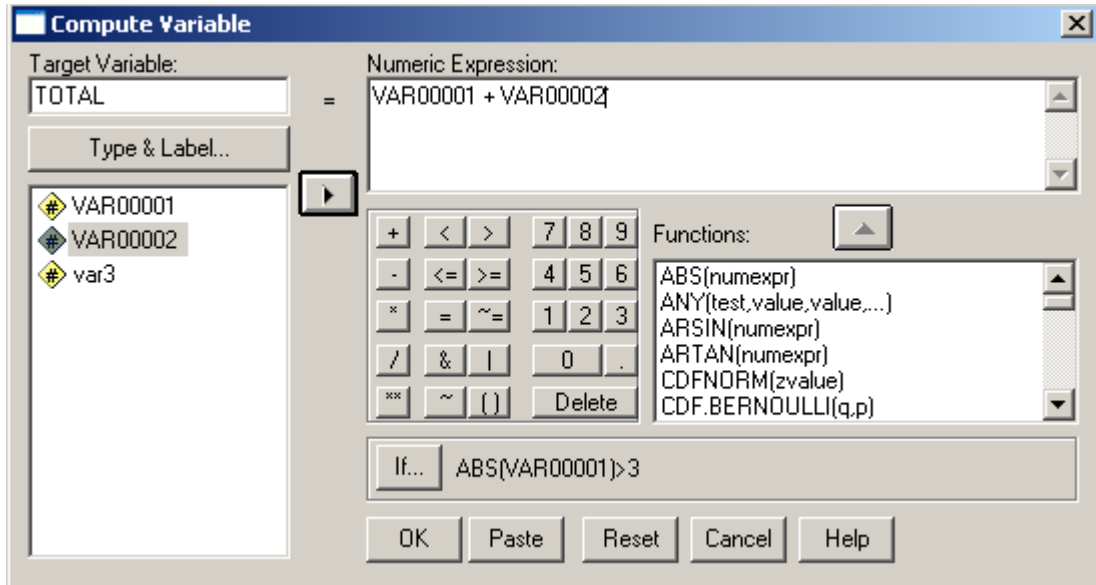 Compute Variable
Target Variable:
TOTAL
=
Numeric Expression:
VAR00001 + VAR00002
Type & Label...
VAR00001
VAR00002
var3
+ < > 7 8 9
- <= >= 4 5 6
* = ~= 1 2 3
/ & | 0 .
** ~ () Delete
Functions:
ABS(numexpr)
ANY(test,value,value,...)
ARSIN(numexpr)
ARTAN(numexpr)
CDFNORM(zvalue)
CDF.BERNOULLI(q,p)
If... ABS(VAR00001)>3
OK Paste Reset Cancel Help